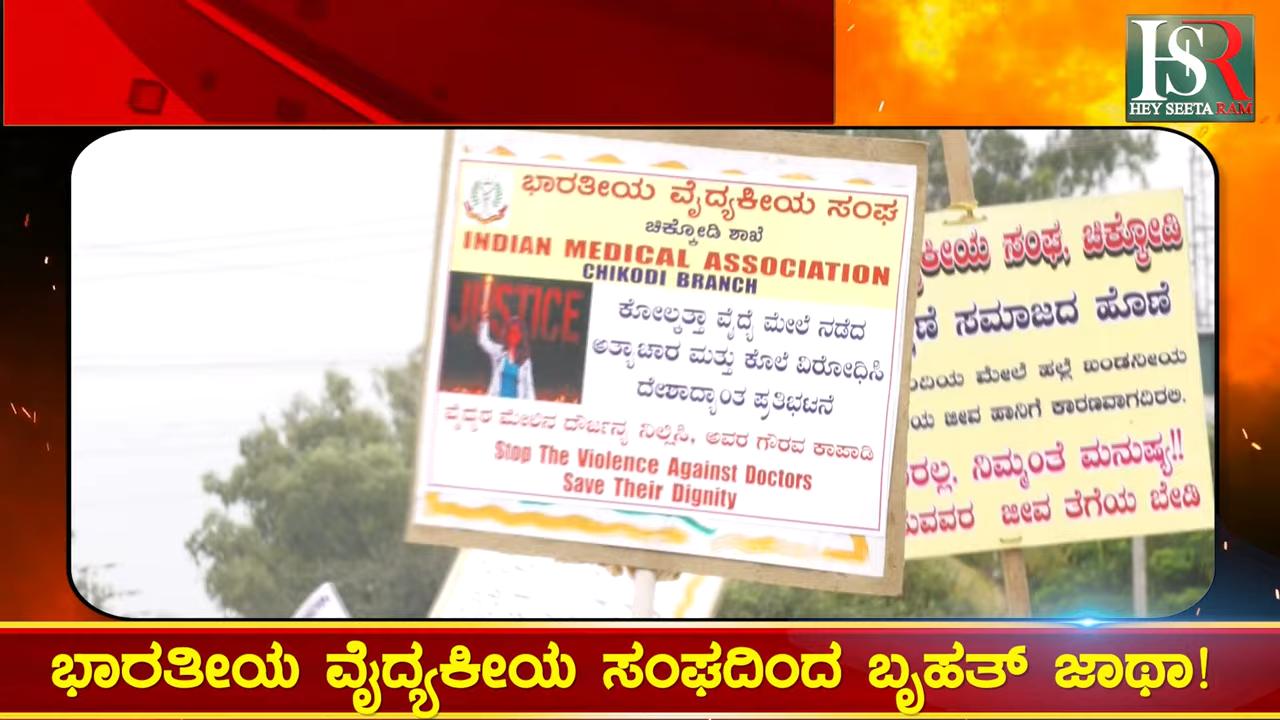 HSR
HEY SEETA RAM
ಭಾರತೀಯ ವೈದ್ಯಕೀಯ ಸಂಘ
ಚಿಕ್ಕೋಡಿ ಶಾಖೆ
INDIAN MEDICAL ASSOCIATION
CHIKODI BRANCH
JUSTICE
ಕೋಲ್ಕತ್ತಾ ವೈದ್ಯೆ ಮೇಲೆ ನಡೆದ
ಅತ್ಯಾಚಾರ ಮತ್ತು ಕೊಲೆ ವಿರೋಧಿಸಿ
ದೇಶಾದ್ಯಾಂತ ಪ್ರತಿಭಟನೆ
ವೈದ್ಯರ ಮೇಲಿನ ದೌರ್ಜನ್ಯ ನಿಲ್ಲಿಸಿ, ಅವರ ಗೌರವ ಕಾಪಾಡಿ
Stop The Violence Against Doctors
Save Their Dignity
ಸಂಘ, ಚಿಕ್ಕೋಡಿ
ಸಮಾಜದ ಹೊಣೆ
ಮೇಲೆ ಹಲ್ಲೆ ಖಂಡನೀಯ
ಜೀವ ಹಾನಿಗೆ ಕಾರಣವಾಗದಿರಲಿ.
ನಿಮ್ಮಂತೆ ಮನುಷ್ಯ!!
ಜೀವ ತೆಗೆಯ ಬೇಡಿ
ಭಾರತೀಯ ವೈದ್ಯಕೀಯ ಸಂಘದಿಂದ ಬೃಹತ್ ಜಾಥಾ!